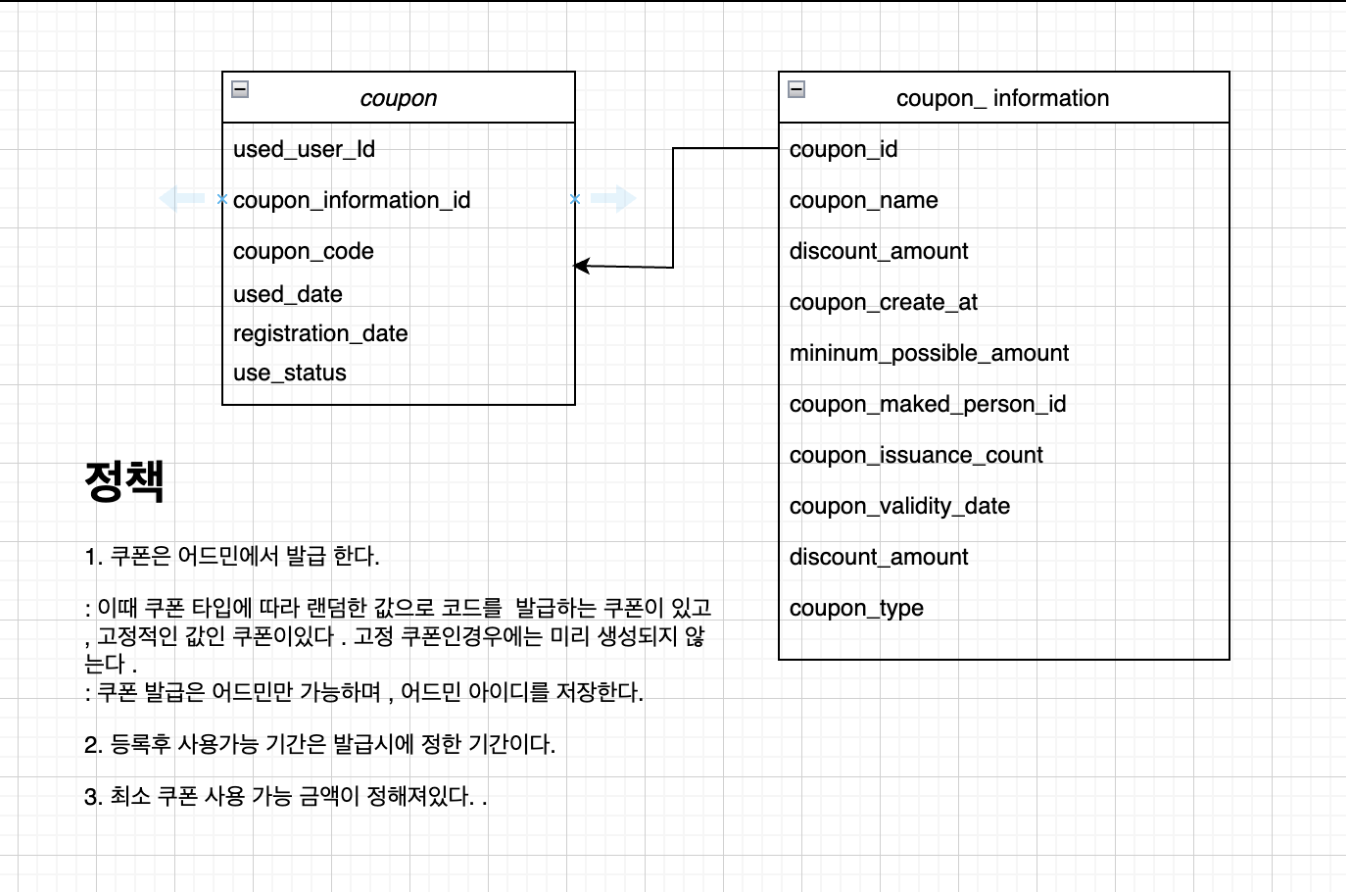 coupon
used_user_Id
coupon_information_id
coupon_code
used_date
registration_date
use_status
coupon_ information
coupon_id
coupon_name
discount_amount
coupon_create_at
mininum_possible_amount
coupon_maked_person_id
coupon_issuance_count
coupon_validity_date
discount_amount
coupon_type
정책
1. 쿠폰은 어드민에서 발급 한다.
: 이때 쿠폰 타입에 따라 랜덤한 값으로 코드를  발급하는 쿠폰이 있고
, 고정적인 값인 쿠폰이있다 . 고정 쿠폰인경우에는 미리 생성되지 않
는다 .
: 쿠폰 발급은 어드민만 가능하며 , 어드민 아이디를 저장한다.
2. 등록후 사용가능 기간은 발급시에 정한 기간이다.
3. 최소 쿠폰 사용 가능 금액이 정해져있다. .